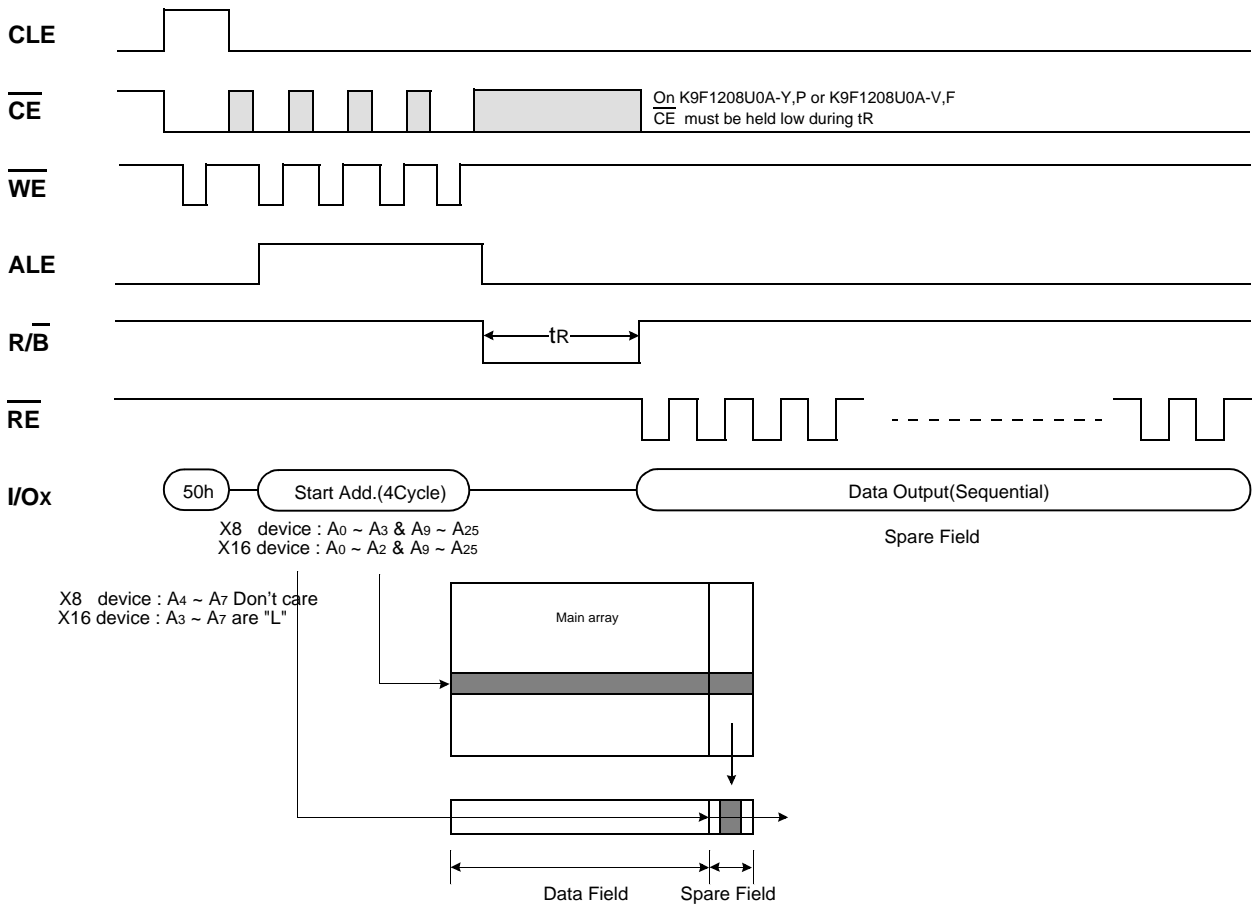 CLE
CE
On K9F1208U0A-Y,P or K9F1208U0A-V,F
CE must be held low during tR
WE
ALE
R/B
tR
RE
I/Ox
50h
Start Add.(4Cycle)
Data Output(Sequential)
X8 device : A0 ~ A3 & A9 ~ A25
X16 device : A0 ~ A2 & A9 ~ A25
Spare Field
X8 device : A4 ~ A7 Don't care
X16 device : A3 ~ A7 are "L"
Main array
Data Field
Spare Field